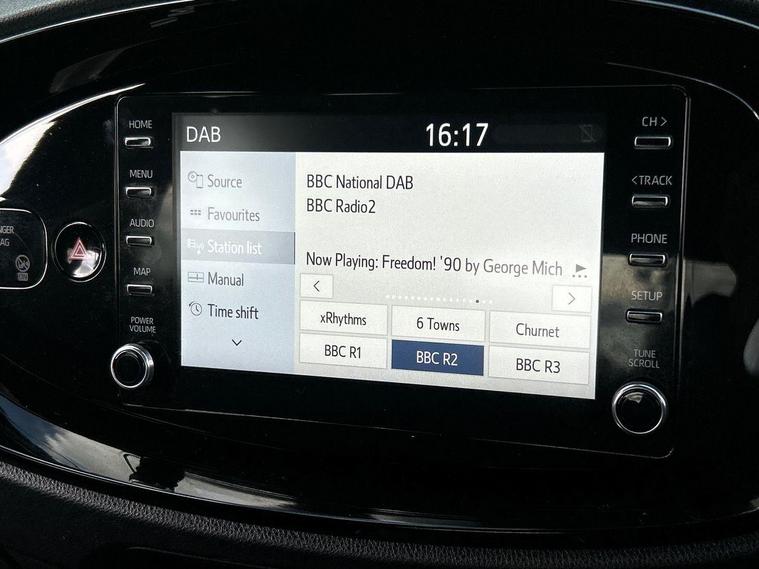 DAB
16:17
HOME
MENU
AUDIO
MAP
POWER
VOLUME
CH >
< TRACK
PHONE
SETUP
TUNE
SCROLL
Source
Favourites
Station list
Manual
Time shift
BBC National DAB
BBC Radio2
Now Playing: Freedom! '90 by George Mich
xRhythms
6 Towns
Churnet
BBC R1
BBC R2
BBC R3
NGER
AG